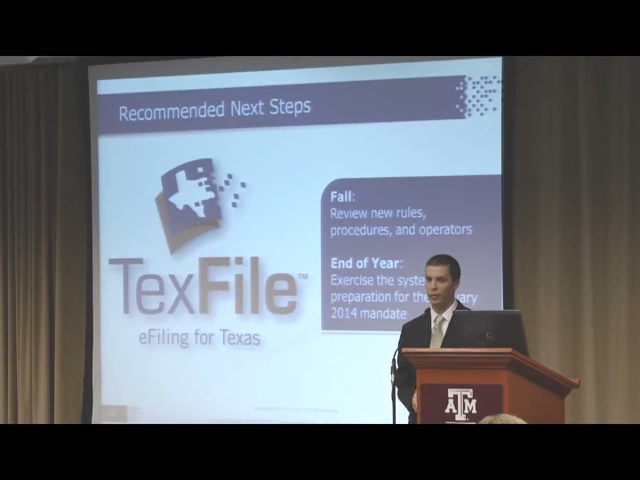 Recommended Next Steps
TexFile™
eFiling for Texas
Fall:
Review new rules,
procedures, and operators
End of Year:
Exercise the
preparation for the
2014 mandate
ATM